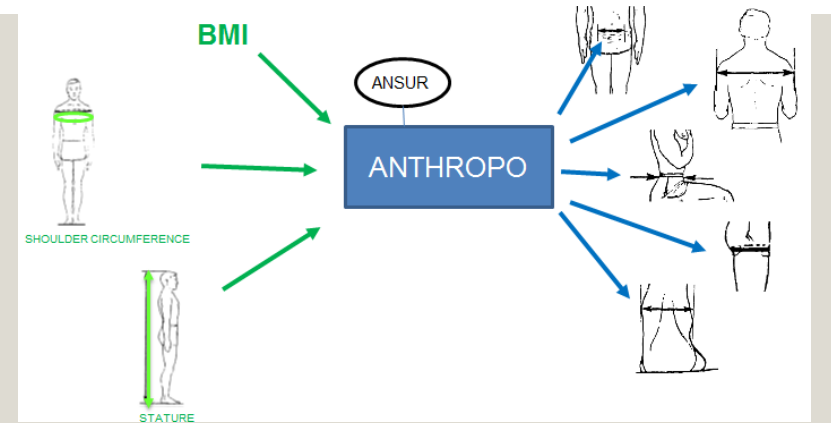 BMI
ANSUR
ANTHROPO
SHOULDER CIRCUMFERENCE
STATURE